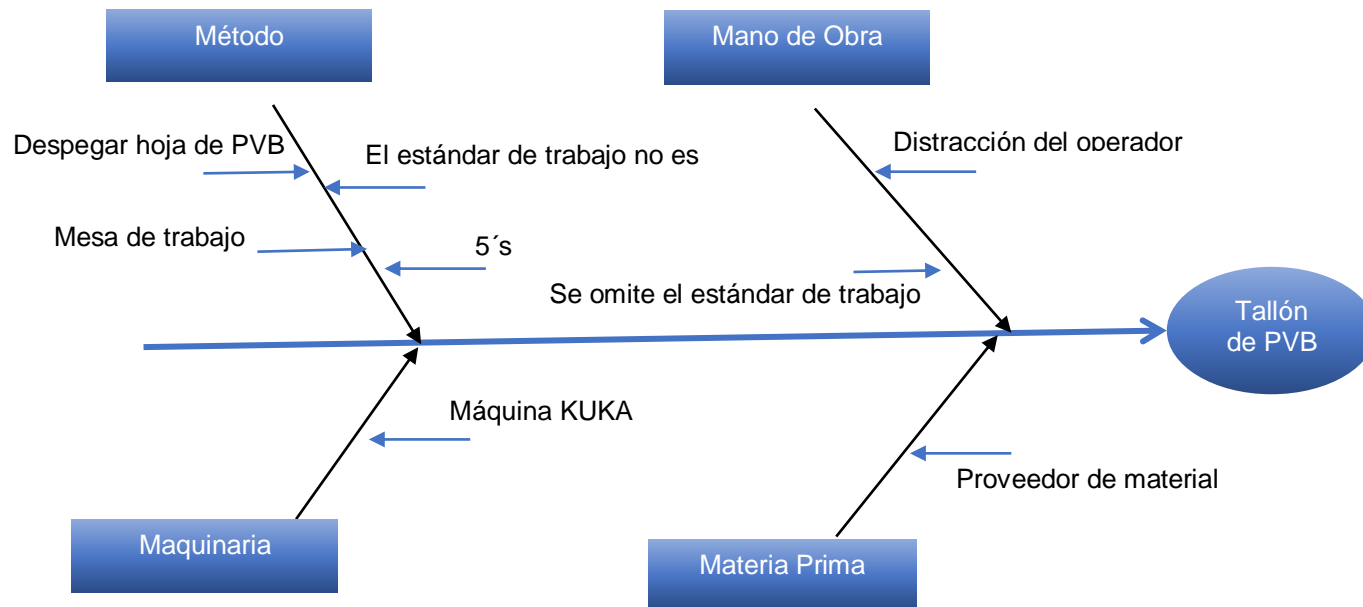 Método
Mano de Obra
Despegar hoja de PVB
El estándar de trabajo no es
Distracción del operador
Mesa de trabajo
5´s
Se omite el estándar de trabajo
Tallón
de PVB
Máquina KUKA
Proveedor de material
Maquinaria
Materia Prima